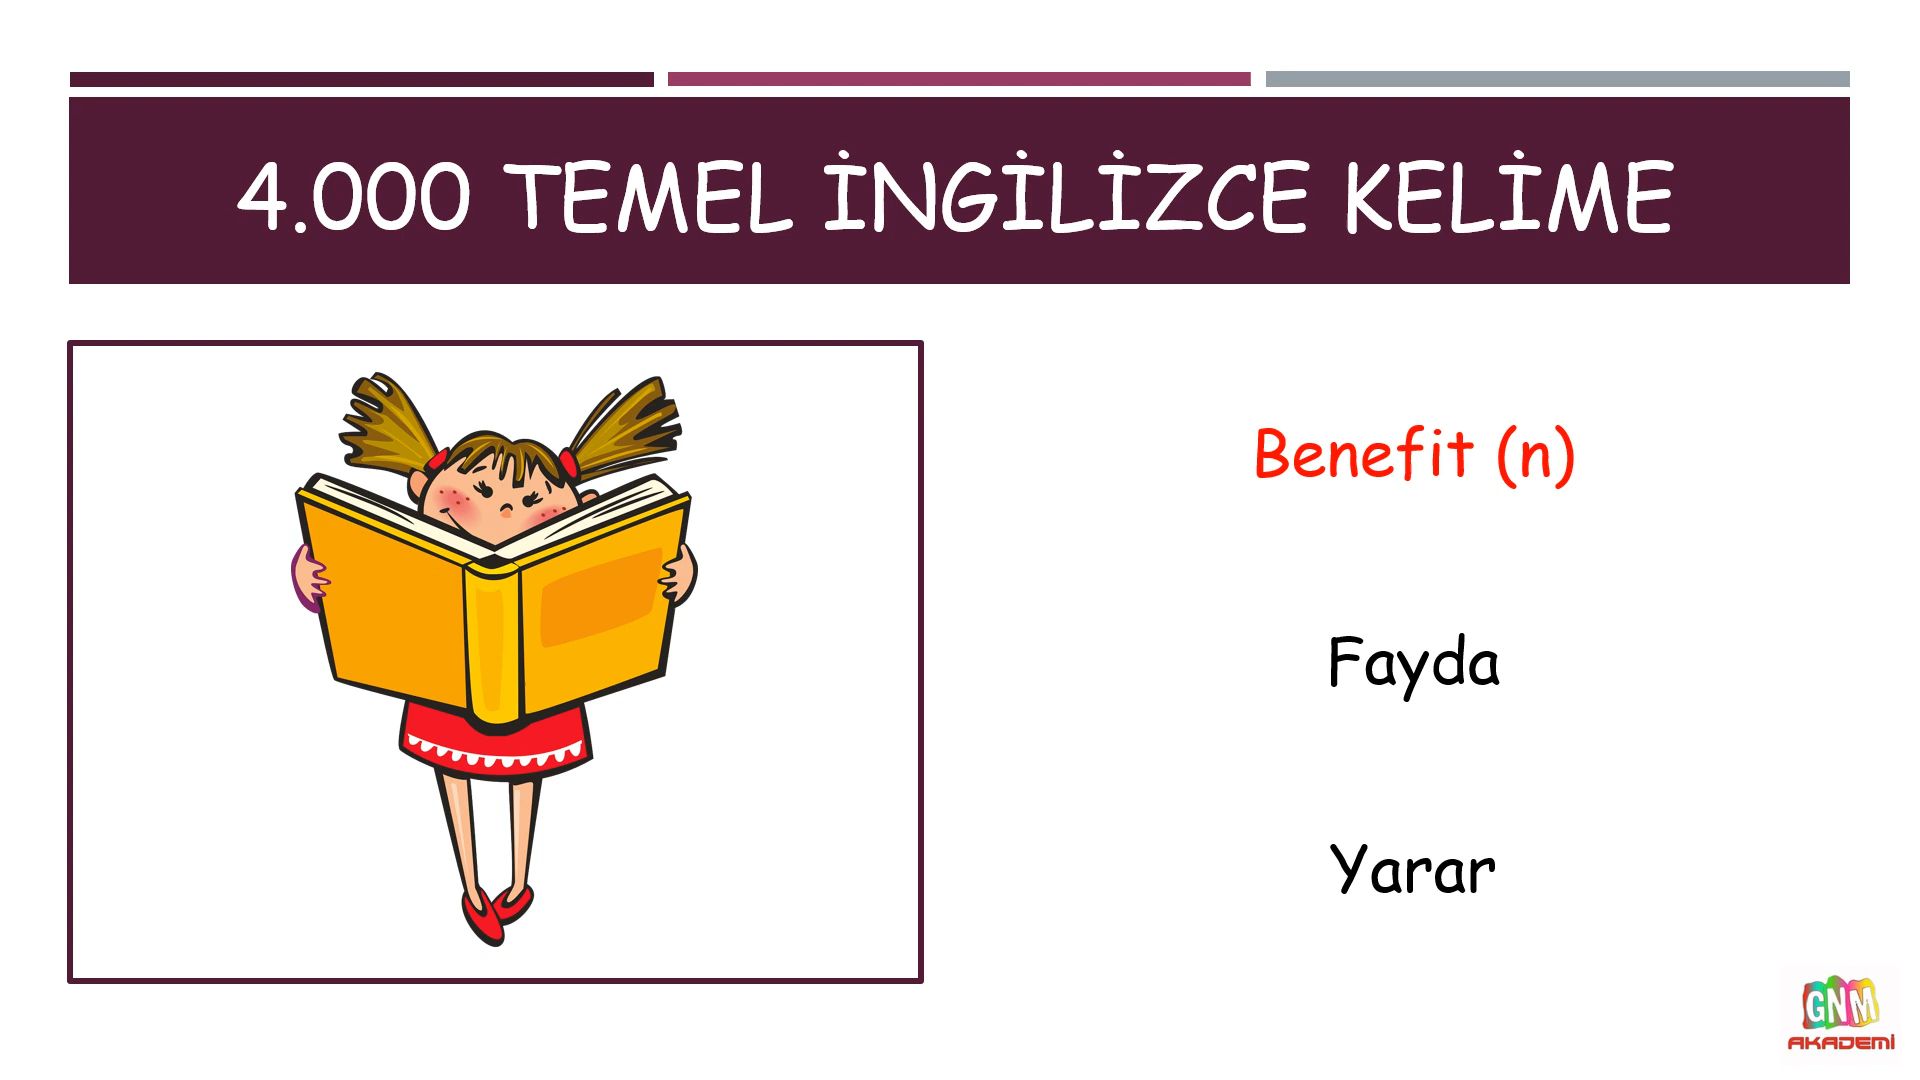 4.000 TEMEL İNGİLİZCE KELİME
Benefit (n)
Fayda
Yarar
GNM
AKADEMİ